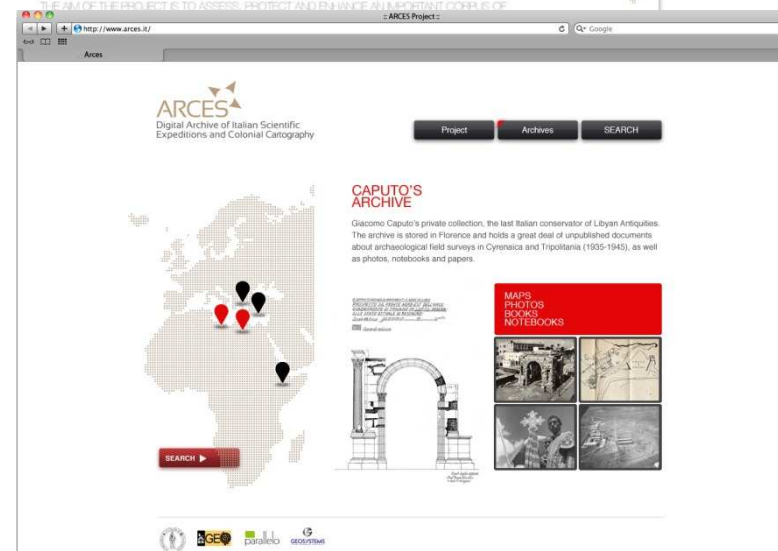 THE AIM OF THE PROJECT IS TO ASSESS, PROTECT AND ENHANCE AN IMPORTANT CORPUS OF
:: ARCES Project ::
http://www.arces.it/
Google
Arces
ARCES
Digital Archive of Italian Scientific
Expeditions and Colonial Cartography
Project
Archives
SEARCH
CAPUTO'S
ARCHIVE
Giacomo Caputo's private collection, the last Italian conservator of Libyan Antiquities.
The archive is stored in Florence and holds a great deal of unpublished documents
about archaeological field surveys in Cyrenaica and Tripolitania (1935-1945), as well
as photos, notebooks and papers.
MAPS
PHOTOS
BOOKS
NOTEBOOKS
SEARCH
GEO
parallelo
GEOSYSTEMS